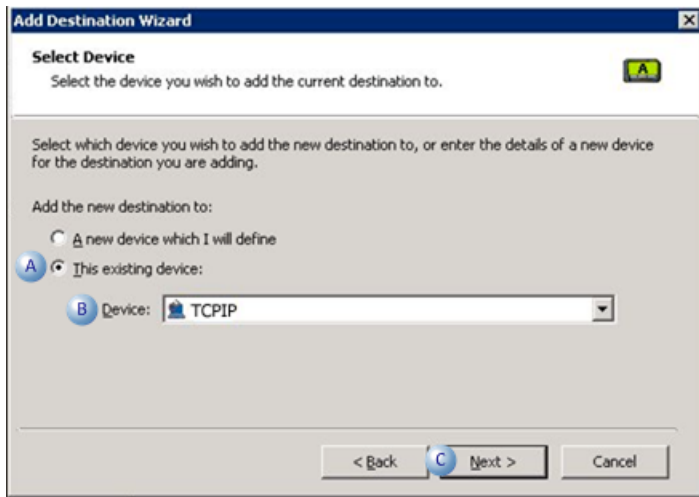 Add Destination Wizard
Select Device
Select the device you wish to add the current destination to.
A
Select which device you wish to add the new destination to, or enter the details of a new device
for the destination you are adding.
Add the new destination to:
A new device which I will define
A This existing device:
B Device: TCPIP
< Back C Next > Cancel